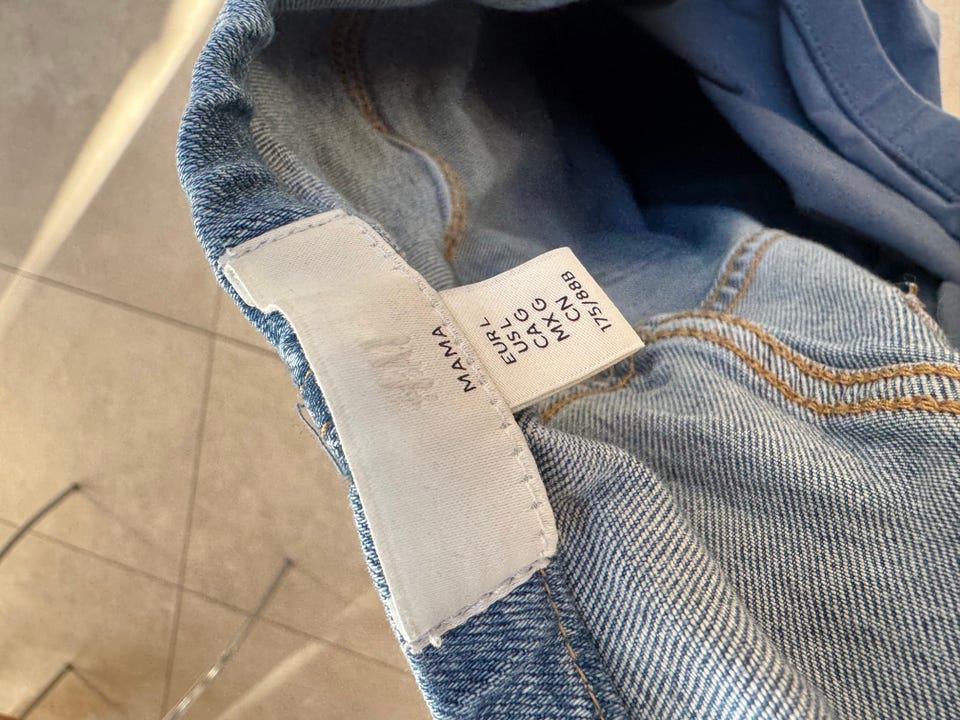 MAMA
EUR L
US L
CA G
MX G
CN
175/88B